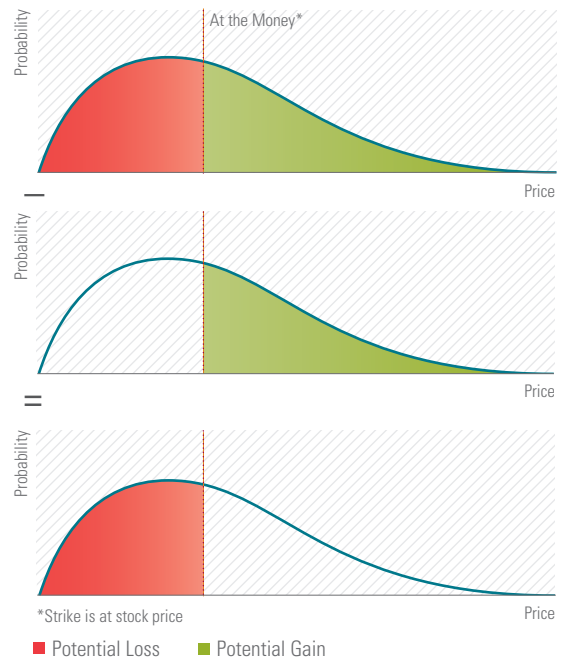 Probability
At the Money*
Price
–
Probability
Price
=
Probability
*Strike is at stock price
Price
Potential Loss
Potential Gain